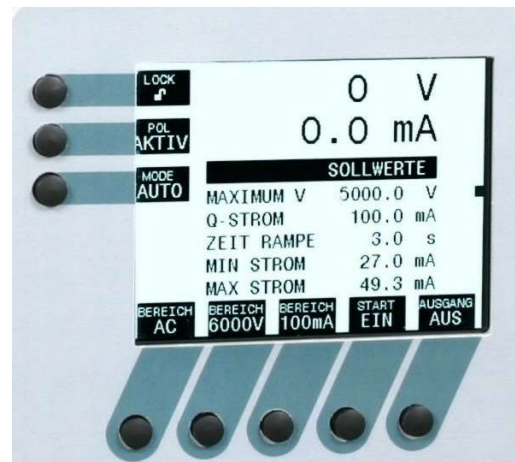 LOCK
0 V
POL
AKTIV
0.0 mA
MODE
AUTO
SOLLWERTE
MAXIMUM V 5000.0 V
Q-STROM 100.0 mA
ZEIT RAMPE 3.0 s
MIN STROM 27.0 mA
MAX STROM 49.3 mA
BEREICH
AC
BEREICH
6000V
BEREICH
100mA
START
EIN
AUSGANG
AUS